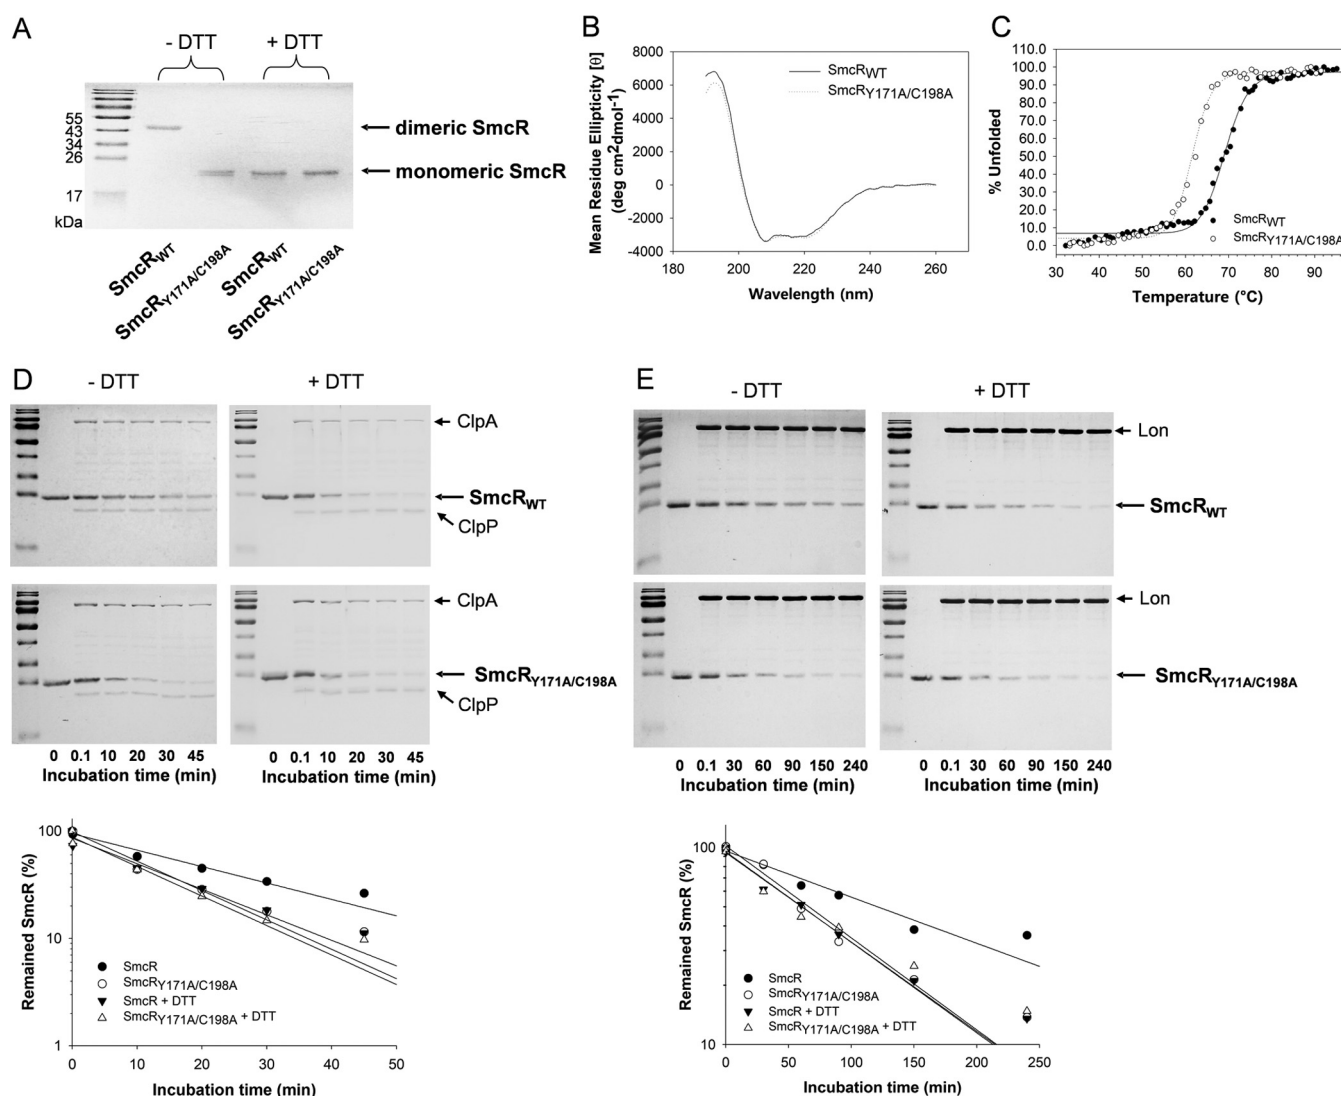 A
- DTT
+ DTT
55
43
34
26
17
kDa
dimeric SmcR
monomeric SmcR
SmcRWT
SmcRY171A/C198A
SmcRWT
SmcRY171A/C198A
B
Mean Residue Ellipticity [θ]
(deg cm2dmol-1)
8000
6000
4000
2000
0
-2000
-4000
180
200
220
240
260
Wavelength (nm)
SmcRWT
SmcRY171A/C198A
C
% Unfolded
110.0
100.0
90.0
80.0
70.0
60.0
50.0
40.0
30.0
20.0
10.0
0.0
30
40
50
60
70
80
90
Temperature (°C)
SmcRWT
SmcRY171A/C198A
D
- DTT
+ DTT
ClpA
SmcRWT
ClpP
ClpA
SmcRY171A/C198A
ClpP
0 0.1 10 20 30 45
Incubation time (min)
0 0.1 10 20 30 45
Incubation time (min)
Remained SmcR (%)
100
10
1
SmcR
SmcRY171A/C198A
SmcR + DTT
SmcRY171A/C198A + DTT
0 10 20 30 40 50
Incubation time (min)
E
- DTT
+ DTT
Lon
SmcRWT
Lon
SmcRY171A/C198A
0 0.1 30 60 90 150 240
Incubation time (min)
0 0.1 30 60 90 150 240
Incubation time (min)
Remained SmcR (%)
100
10
SmcR
SmcRY171A/C198A
SmcR + DTT
SmcRY171A/C198A + DTT
0 50 100 150 200 250
Incubation time (min)